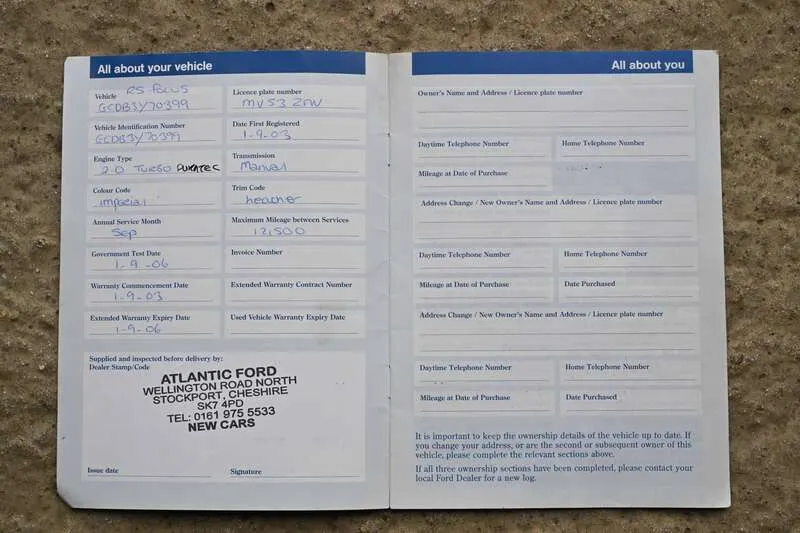 All about your vehicle
Vehicle RS Focus
GCDB3Y70399
Licence plate number
MV53 ZNW
Vehicle Identification Number
GCDB3Y70399
Date First Registered
1-9-03
Engine Type
2.0 TURBO DURATEC
Transmission
Manual
Colour Code
imperial
Trim Code
leather
Annual Service Month
Sep
Maximum Mileage between Services
12,500
Government Test Date
1-9-06
Invoice Number
Warranty Commencement Date
1-9-03
Extended Warranty Contract Number
Extended Warranty Expiry Date
1-9-06
Used Vehicle Warranty Expiry Date
Supplied and inspected before delivery by:
Dealer Stamp/Code
ATLANTIC FORD
WELLINGTON ROAD NORTH
STOCKPORT, CHESHIRE
SK7 4PD
TEL: 0161 975 5533
NEW CARS
Issue date
Signature
All about you
Owner's Name and Address / Licence plate number
Daytime Telephone Number
Home Telephone Number
Mileage at Date of Purchase
Address Change / New Owner's Name and Address / Licence plate number
Daytime Telephone Number
Home Telephone Number
Mileage at Date of Purchase
Date Purchased
Address Change / New Owner's Name and Address / Licence plate number
Daytime Telephone Number
Home Telephone Number
Mileage at Date of Purchase
Date Purchased
It is important to keep the ownership details of the vehicle up to date. If
you change your address, or are the second or subsequent owner of
this vehicle, please complete the relevant sections above.
If all three ownership sections have been completed, please contact your
local Ford Dealer for a new log.